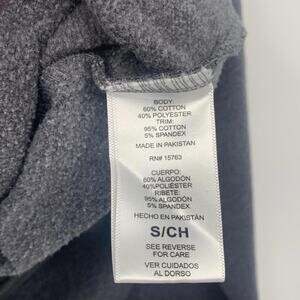 BODY:
60% COTTON
40% POLYESTER
TRIM:
95% COTTON
5% SPANDEX
MADE IN PAKISTAN
RN# 15763
CUERPO:
60% ALGODÓN
40%POLIÉSTER
RIBETE:
95% ALGODÓN
5% SPANDEX
HECHO EN PAKISTÁN
S/CH
SEE REVERSE
FOR CARE
VER CUIDADOS
AL DORSO